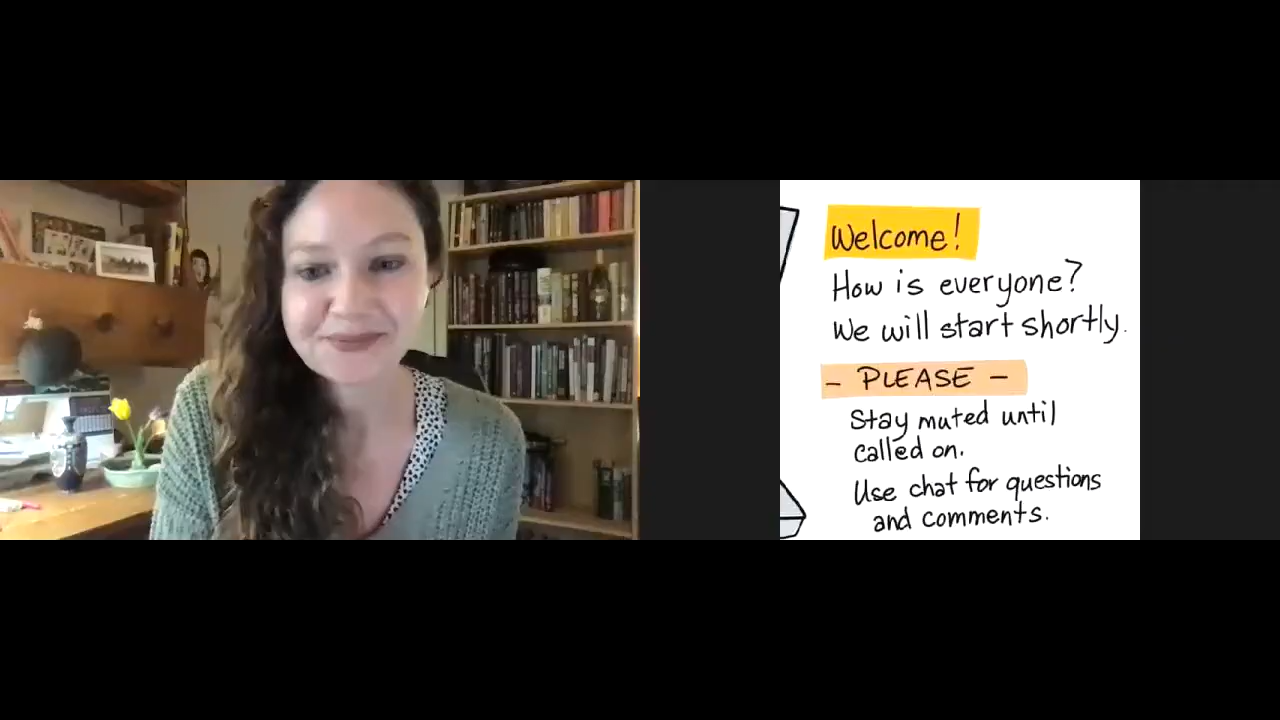 Welcome!
How is everyone?
We will start shortly.
- PLEASE -
Stay muted until
called on.
Use chat for questions
and comments.